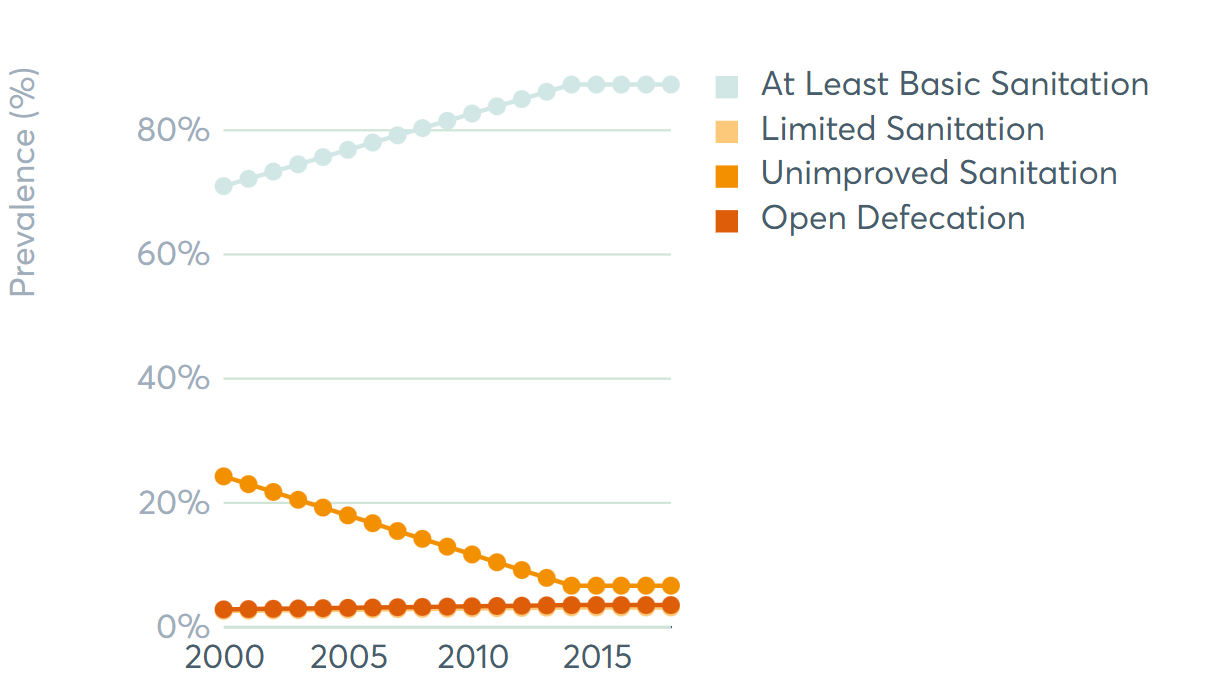 Prevalence (%)
80%
60%
40%
20%
0%
2000 2005 2010 2015
At Least Basic Sanitation
Limited Sanitation
Unimproved Sanitation
Open Defecation